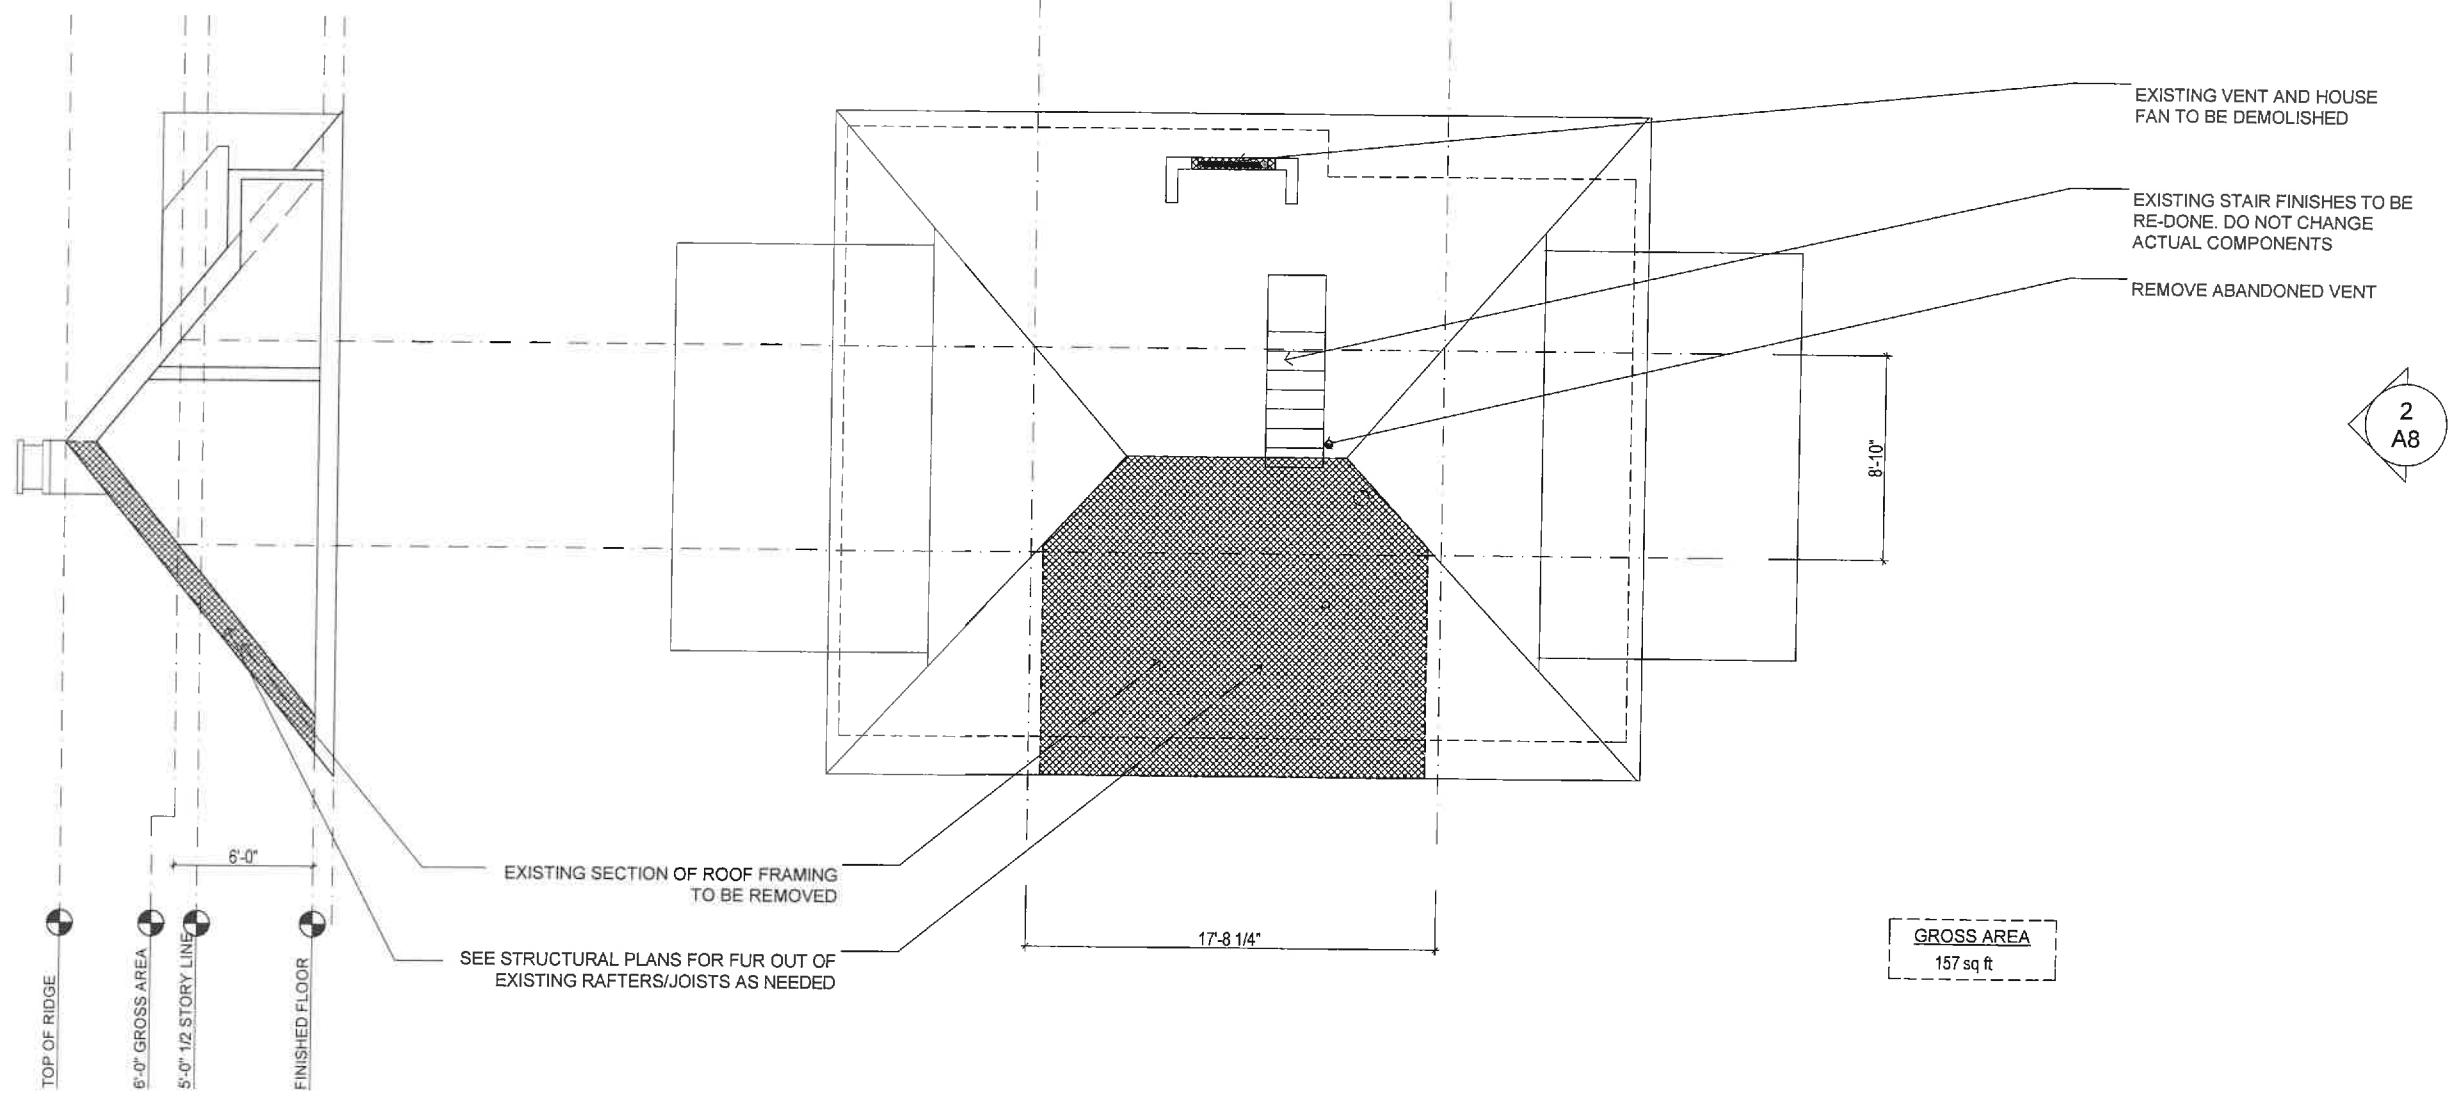 EXISTING VENT AND HOUSE
FAN TO BE DEMOLISHED
EXISTING STAIR FINISHES TO BE
RE-DONE. DO NOT CHANGE
ACTUAL COMPONENTS
REMOVE ABANDONED VENT
2
A8
8'-10"
6'-0"
EXISTING SECTION OF ROOF FRAMING
TO BE REMOVED
SEE STRUCTURAL PLANS FOR FUR OUT OF
EXISTING RAFTERS/JOISTS AS NEEDED
17'-8 1/4"
GROSS AREA
157 sq ft
TOP OF RIDGE
6'-0" GROSS AREA
5'-0" 1/2 STORY LINE
FINISHED FLOOR